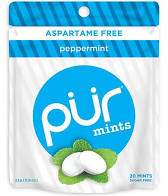 ASPARTAME FREE
peppermint
pür
mints
20 MINTS
SUGAR FREE